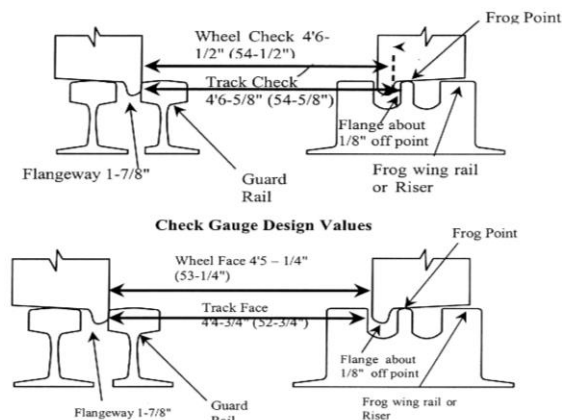 Frog Point
Wheel Check 4'6-
1/2" (54-1/2")
Track Check
4'6-5/8" (54-5/8")
Flange about
1/8" off point
Flangeway 1-7/8"
Guard
Rail
Frog wing rail
or Riser
Check Gauge Design Values
Frog Point
Wheel Face 4'5 – 1/4"
(53-1/4")
Track Face
4'4-3/4" (52-3/4")
Flange about
1/8" off point
Flangeway 1-7/8"
Guard
Rail
Frog wing rail or
Riser